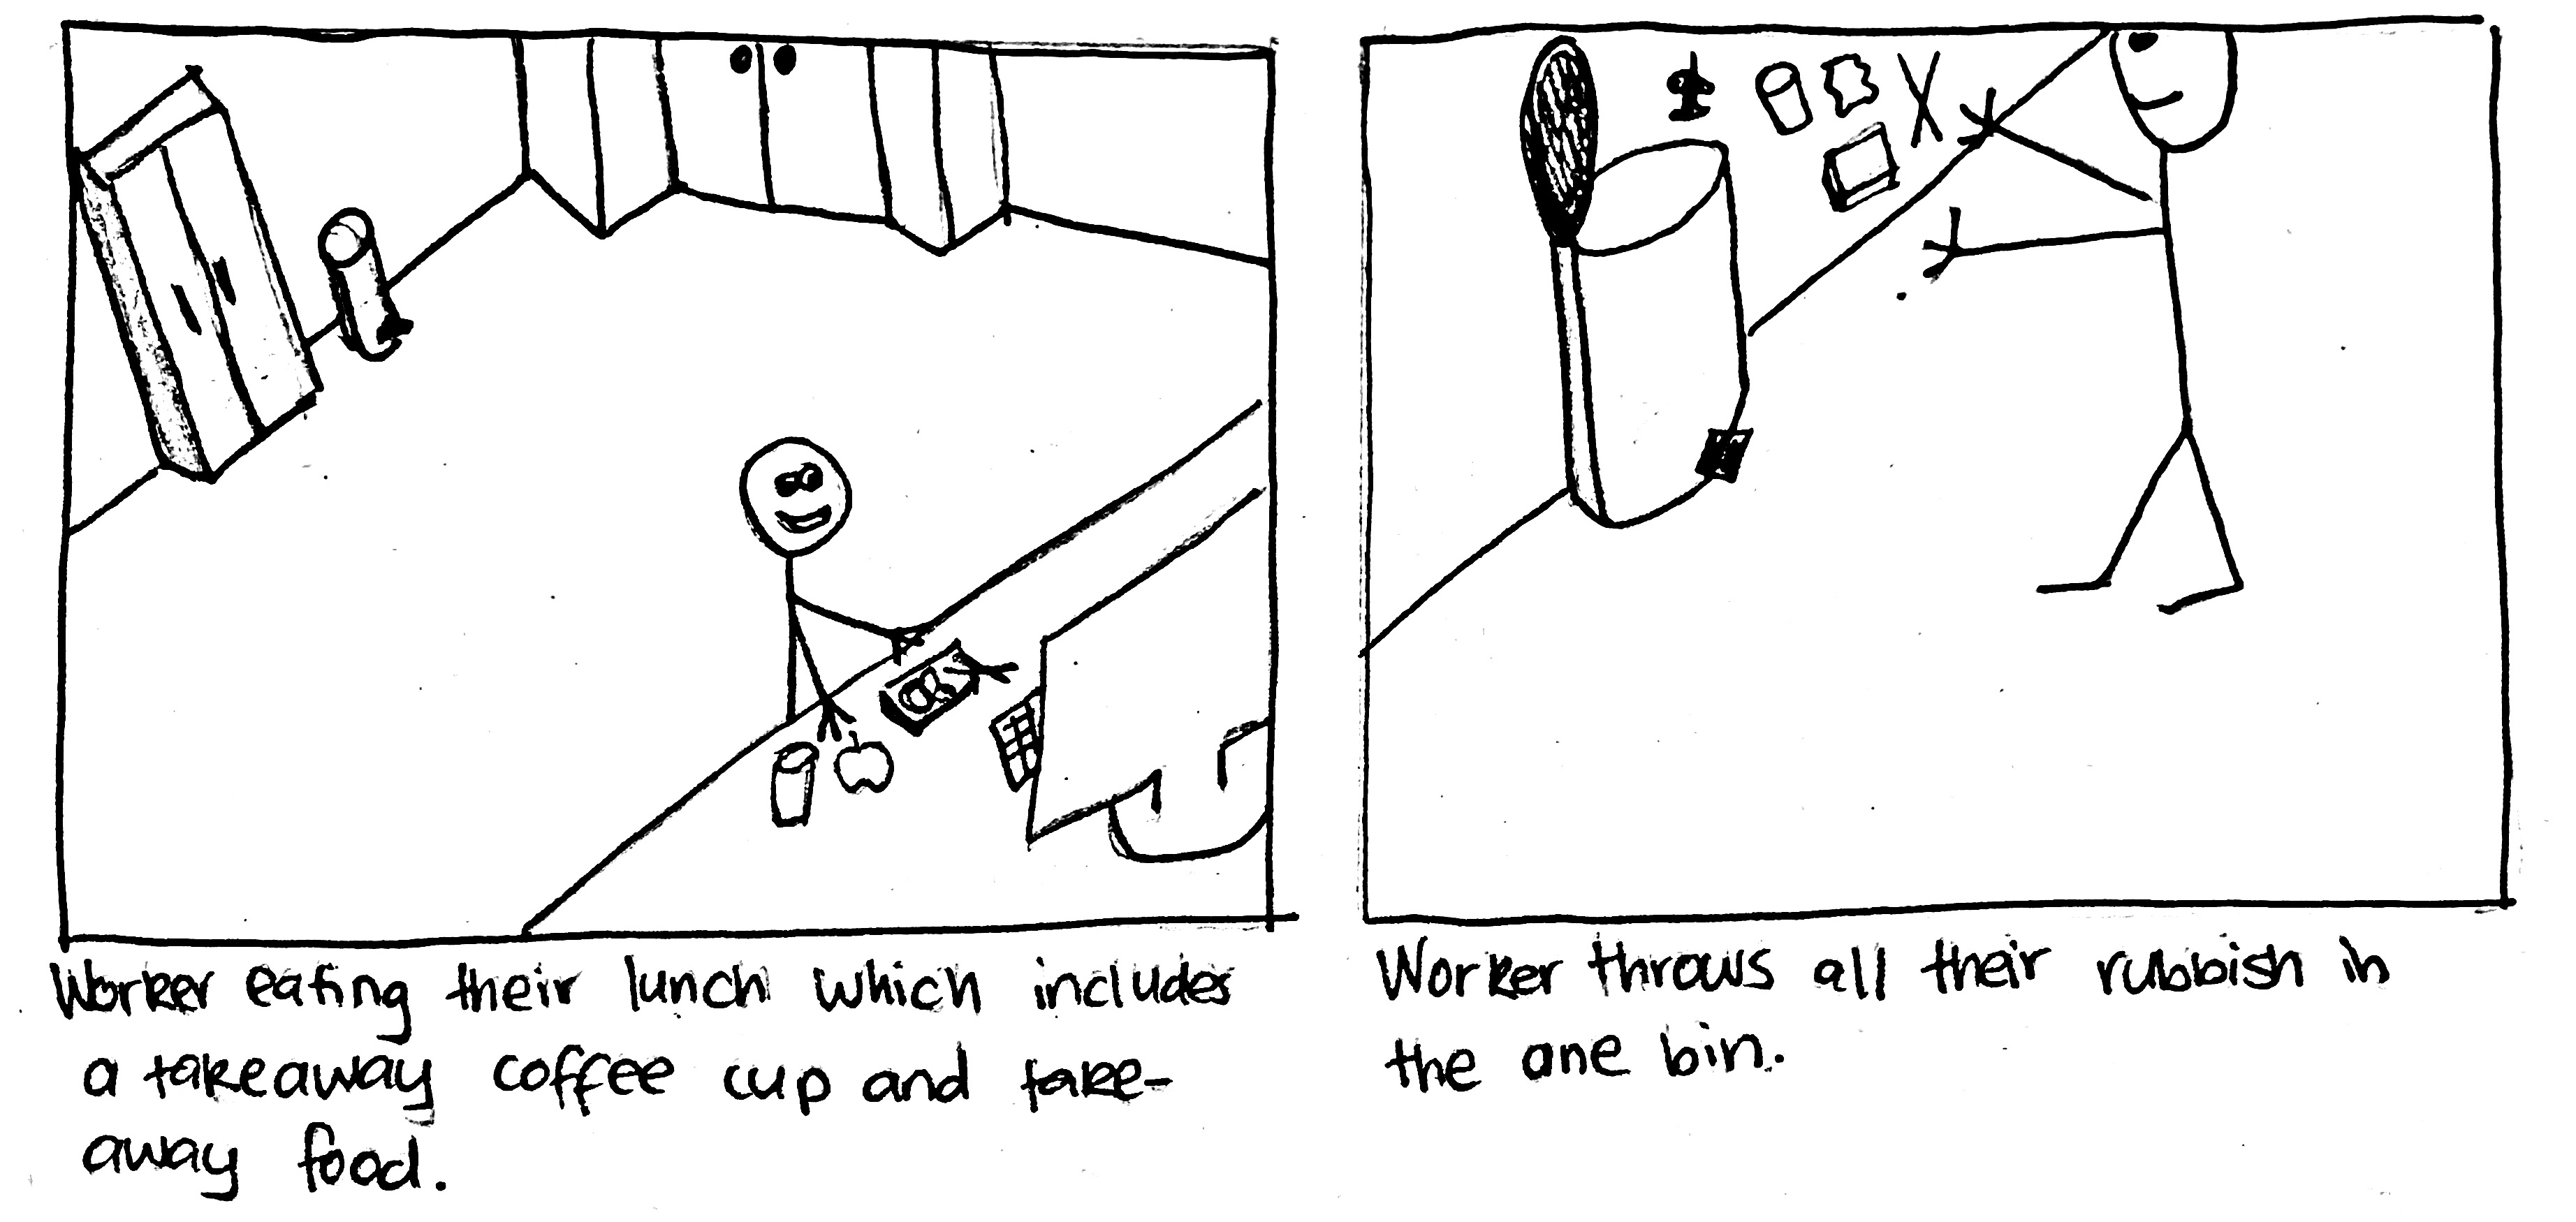 Worker eating their lunch which includes
a takeaway coffee cup and take-
away food.
Worker throws all their rubbish in
the one bin.